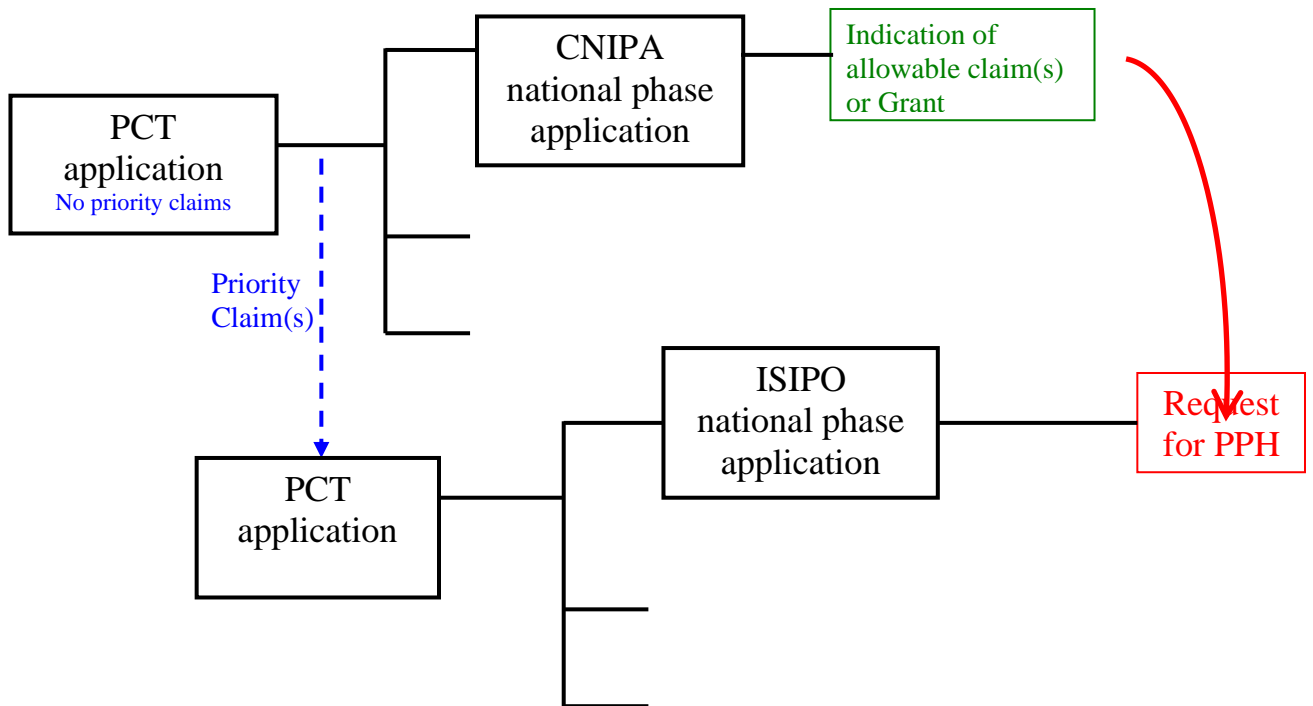 PCT
application
No priority claims
CNIPA
national phase
application
Indication of
allowable claim(s)
or Grant
Priority
Claim(s)
PCT
application
ISIPO
national phase
application
Request
for PPH